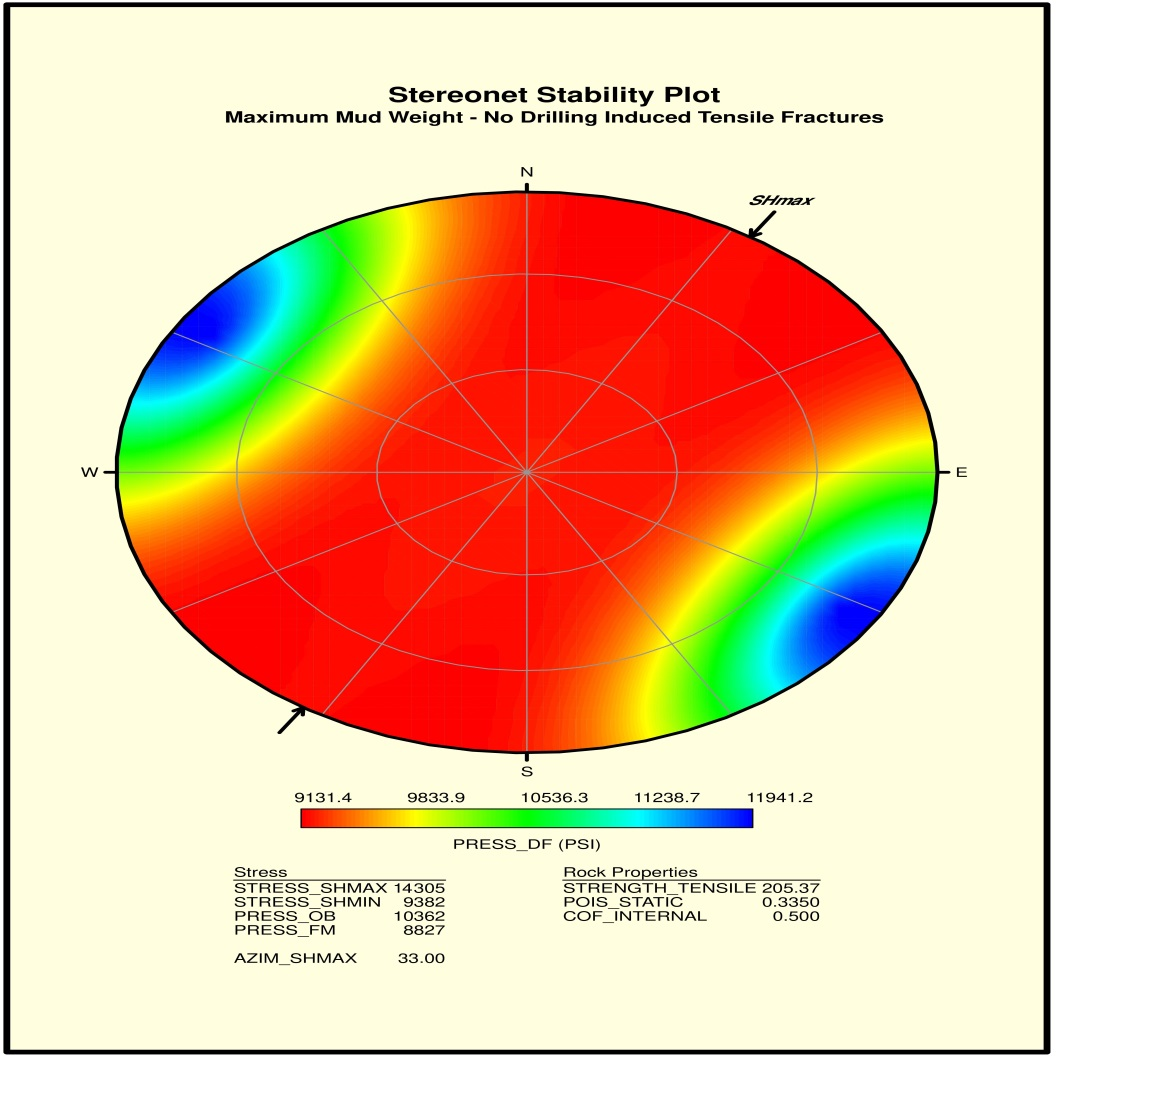 Stereonet Stability Plot
Maximum Mud Weight - No Drilling Induced Tensile Fractures
N
SHmax
W
E
S
9131.4 9833.9 10536.3 11238.7 11941.2
PRESS_DF (PSI)
Stress
STRESS_SHMAX 14305
STRESS_SHMIN 9382
PRESS_OB 10362
PRESS_FM 8827
AZIM_SHMAX 33.00
Rock Properties
STRENGTH_TENSILE 205.37
POIS_STATIC 0.3350
COF_INTERNAL 0.500